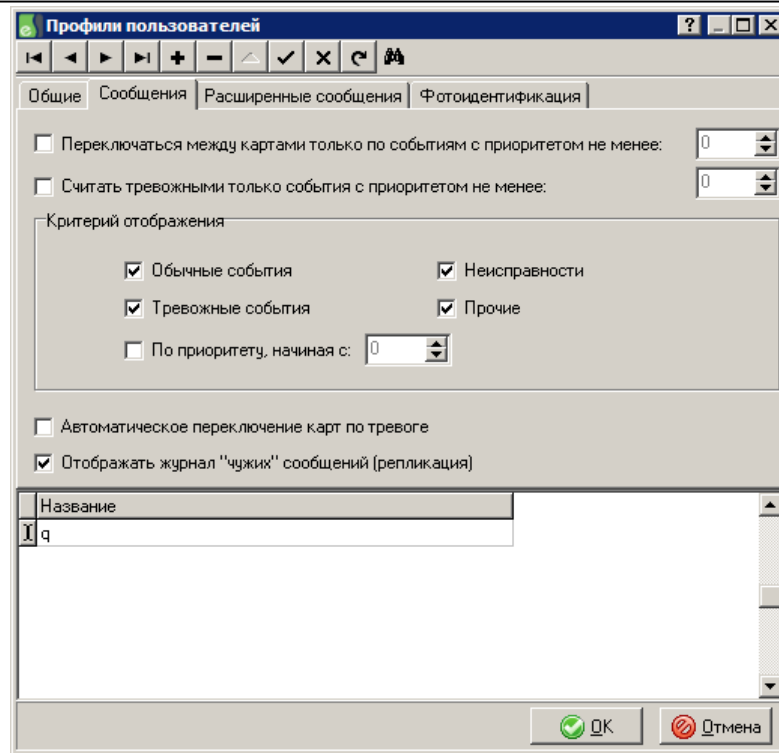 Профили пользователей
Общие Сообщения Расширенные сообщения Фотоидентификация
Переключаться между картами только по событиям с приоритетом не менее: 0
Считать тревожными только события с приоритетом не менее: 0
Критерий отображения
Обычные события Неисправности
Тревожные события Прочие
По приоритету, начиная с: 0
Автоматическое переключение карт по тревоге
Отображать журнал "чужих" сообщений (репликация)
Название
q
OK Отмена